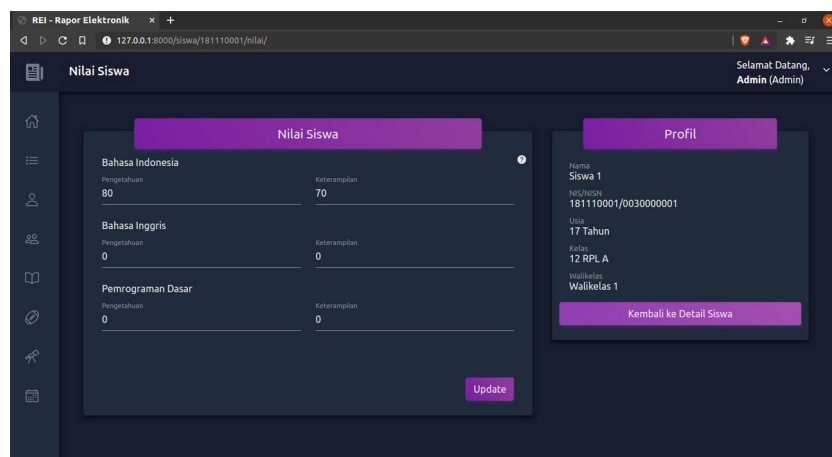 REI - Rapor Elektronik
127.0.0.1:8000/siswa/181110001/nilai/
Nilai Siswa
Selamat Datang,
Admin (Admin)
Nilai Siswa
Bahasa Indonesia
Pengetahuan
Keterampilan
80
70
Bahasa Inggris
Pengetahuan
Keterampilan
0
0
Pemrograman Dasar
Pengetahuan
Keterampilan
0
0
Update
Profil
Nama
Siswa 1
NIS/NISN
181110001/0030000001
Usia
17 Tahun
Kelas
12 RPL A
Walikelas
Walikelas 1
Kembali ke Detail Siswa